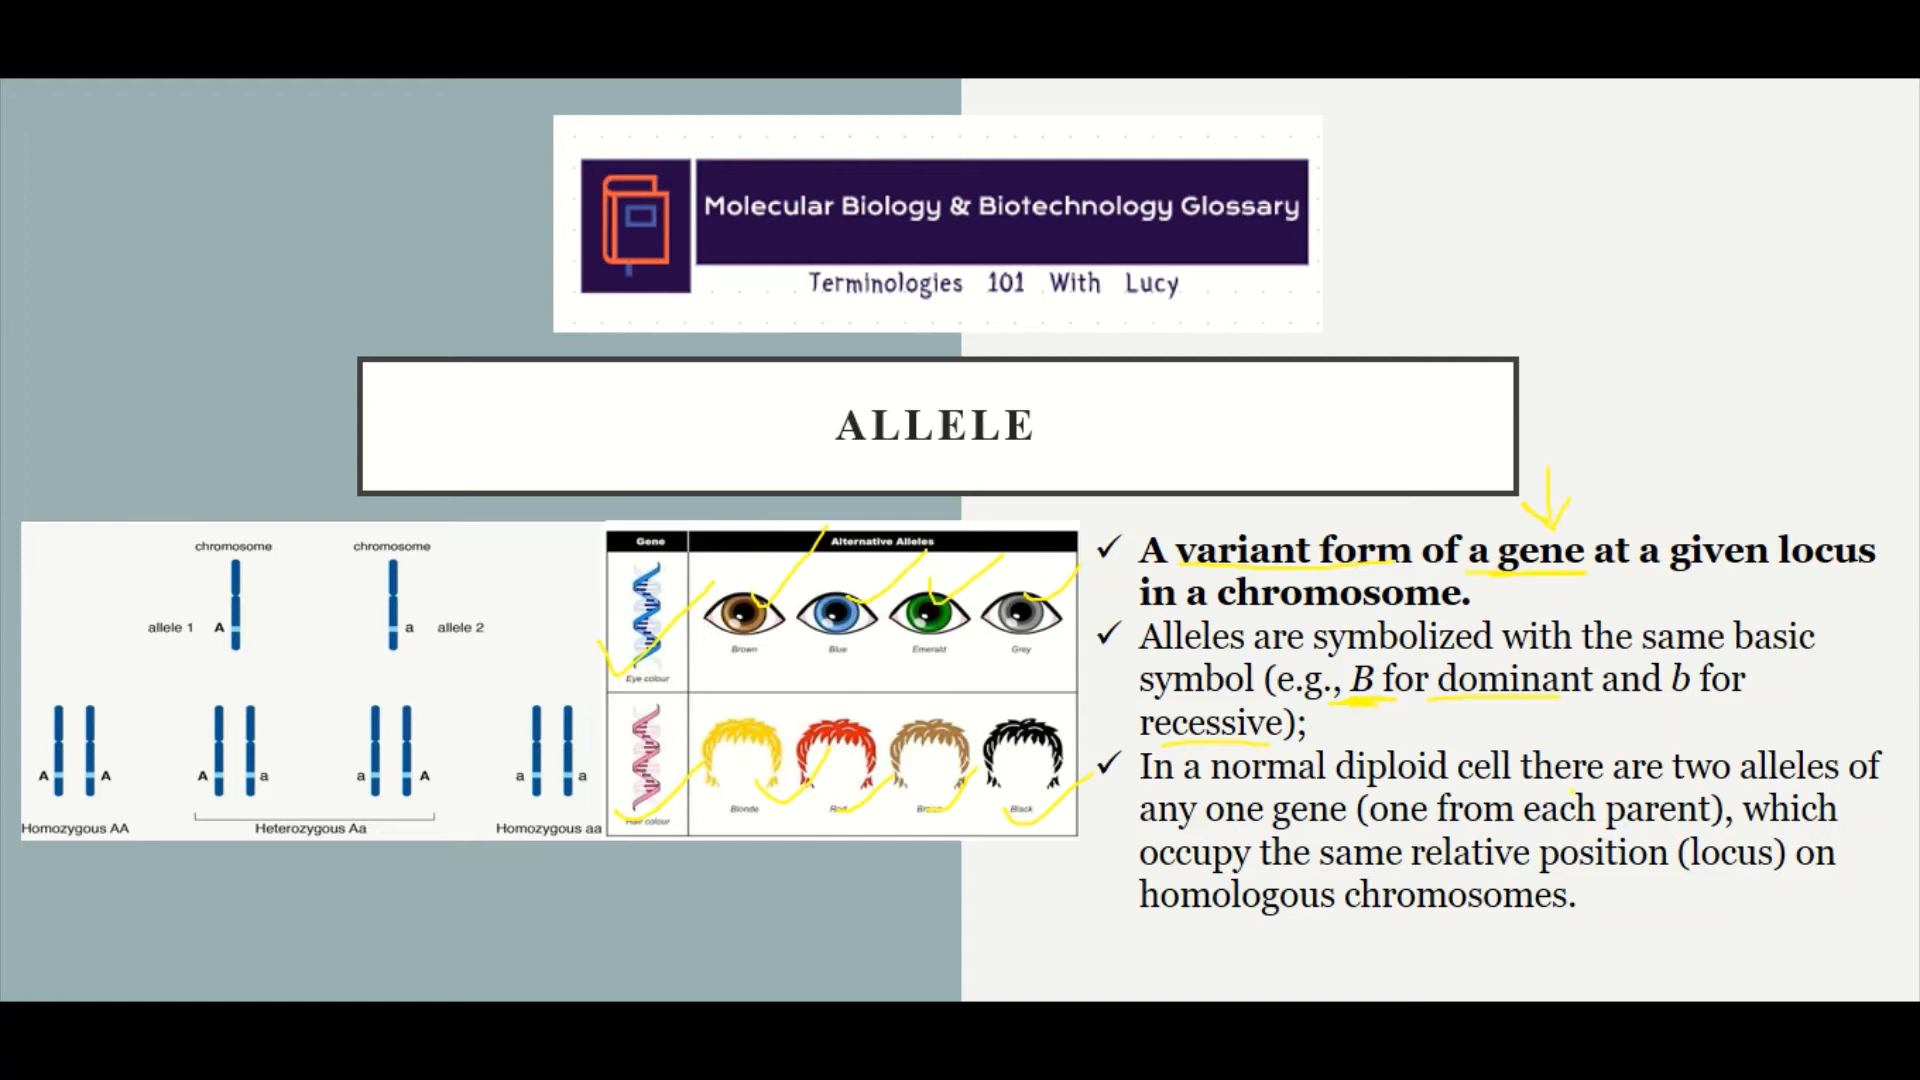 Molecular Biology & Biotechnology Glossary
Terminologies 101 With Lucy
ALLELE
chromosome chromosome
allele 1 A a allele 2
A A A a a A a a
Homozygous AA Heterozygous Aa Homozygous aa
Gene Alternative Alleles
Brown Blue Emerald Grey
Eye colour
Blonde Red Brown Black
Hair colour
✓ A variant form of a gene at a given locus
in a chromosome.
✓ Alleles are symbolized with the same basic
symbol (e.g., B for dominant and b for
recessive);
✓ In a normal diploid cell there are two alleles of
any one gene (one from each parent), which
occupy the same relative position (locus) on
homologous chromosomes.